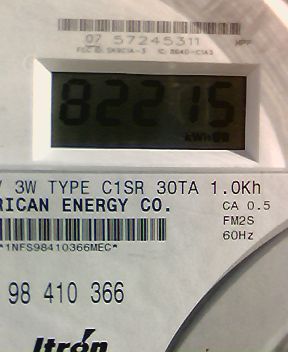 07 57245311
82215
kWh
3W TYPE C1SR 30TA 1.0Kh
RICAN ENERGY CO.
CA 0.5
FM2S
60Hz
*1NFS98410366MEC*
98 410 366
Itrón